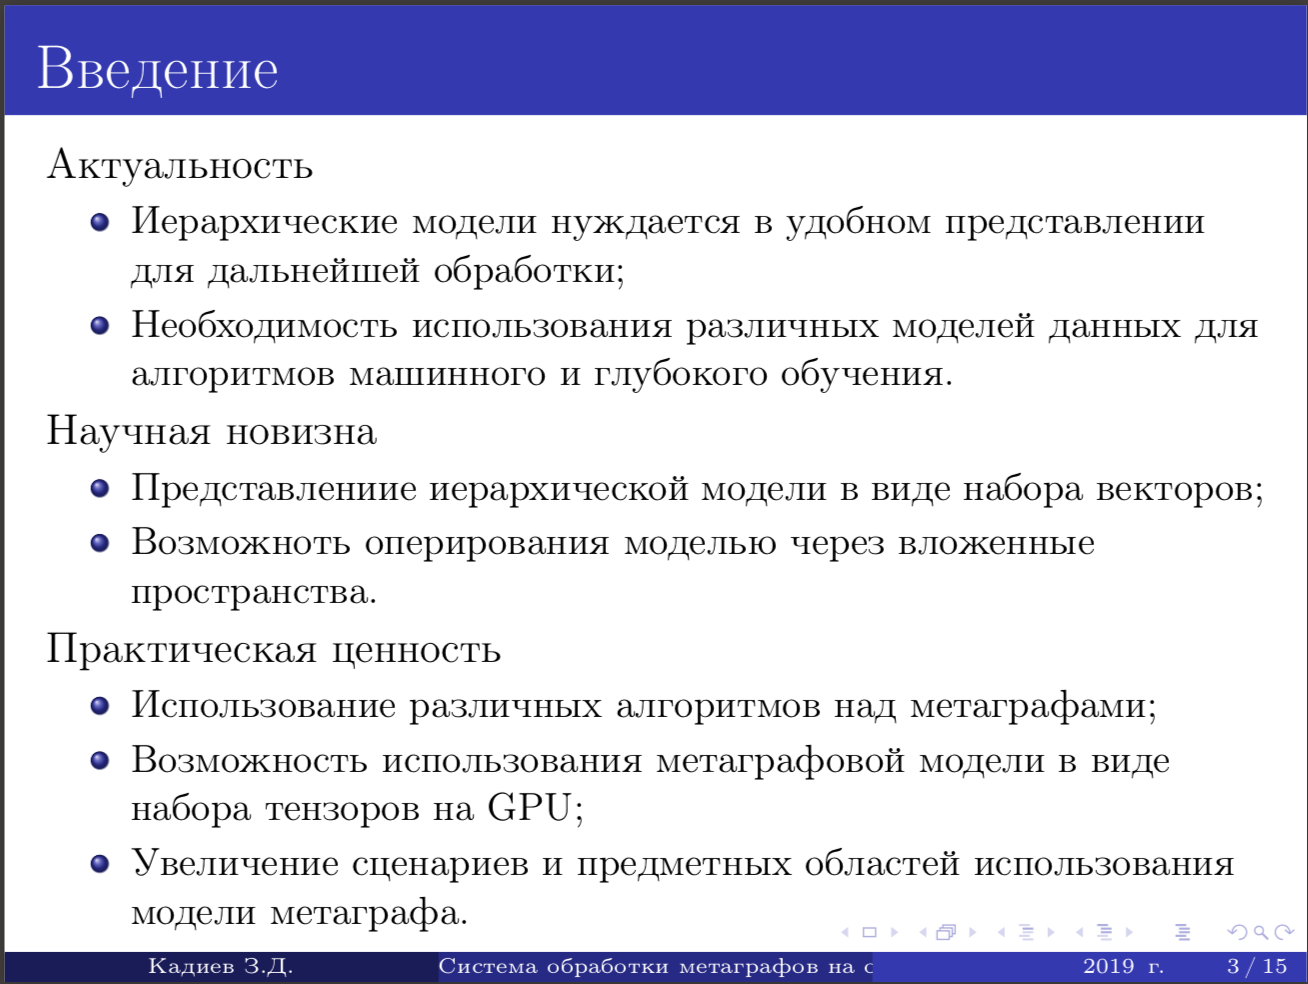 Введение
Актуальность
Иерархические модели нуждается в удобном представлении
для дальнейшей обработки;
Необходимость использования различных моделей данных для
алгоритмов машинного и глубокого обучения.
Научная новизна
Представлениие иерархической модели в виде набора векторов;
Возможноть оперирования моделью через вложенные
пространства.
Практическая ценность
Использование различных алгоритмов над метаграфами;
Возможность использования метаграфовой модели в виде
набора тензоров на GPU;
Увеличение сценариев и предметных областей использования
модели метаграфа.
Кадиев З.Д. Система обработки метаграфов на о 2019 г. 3 / 15